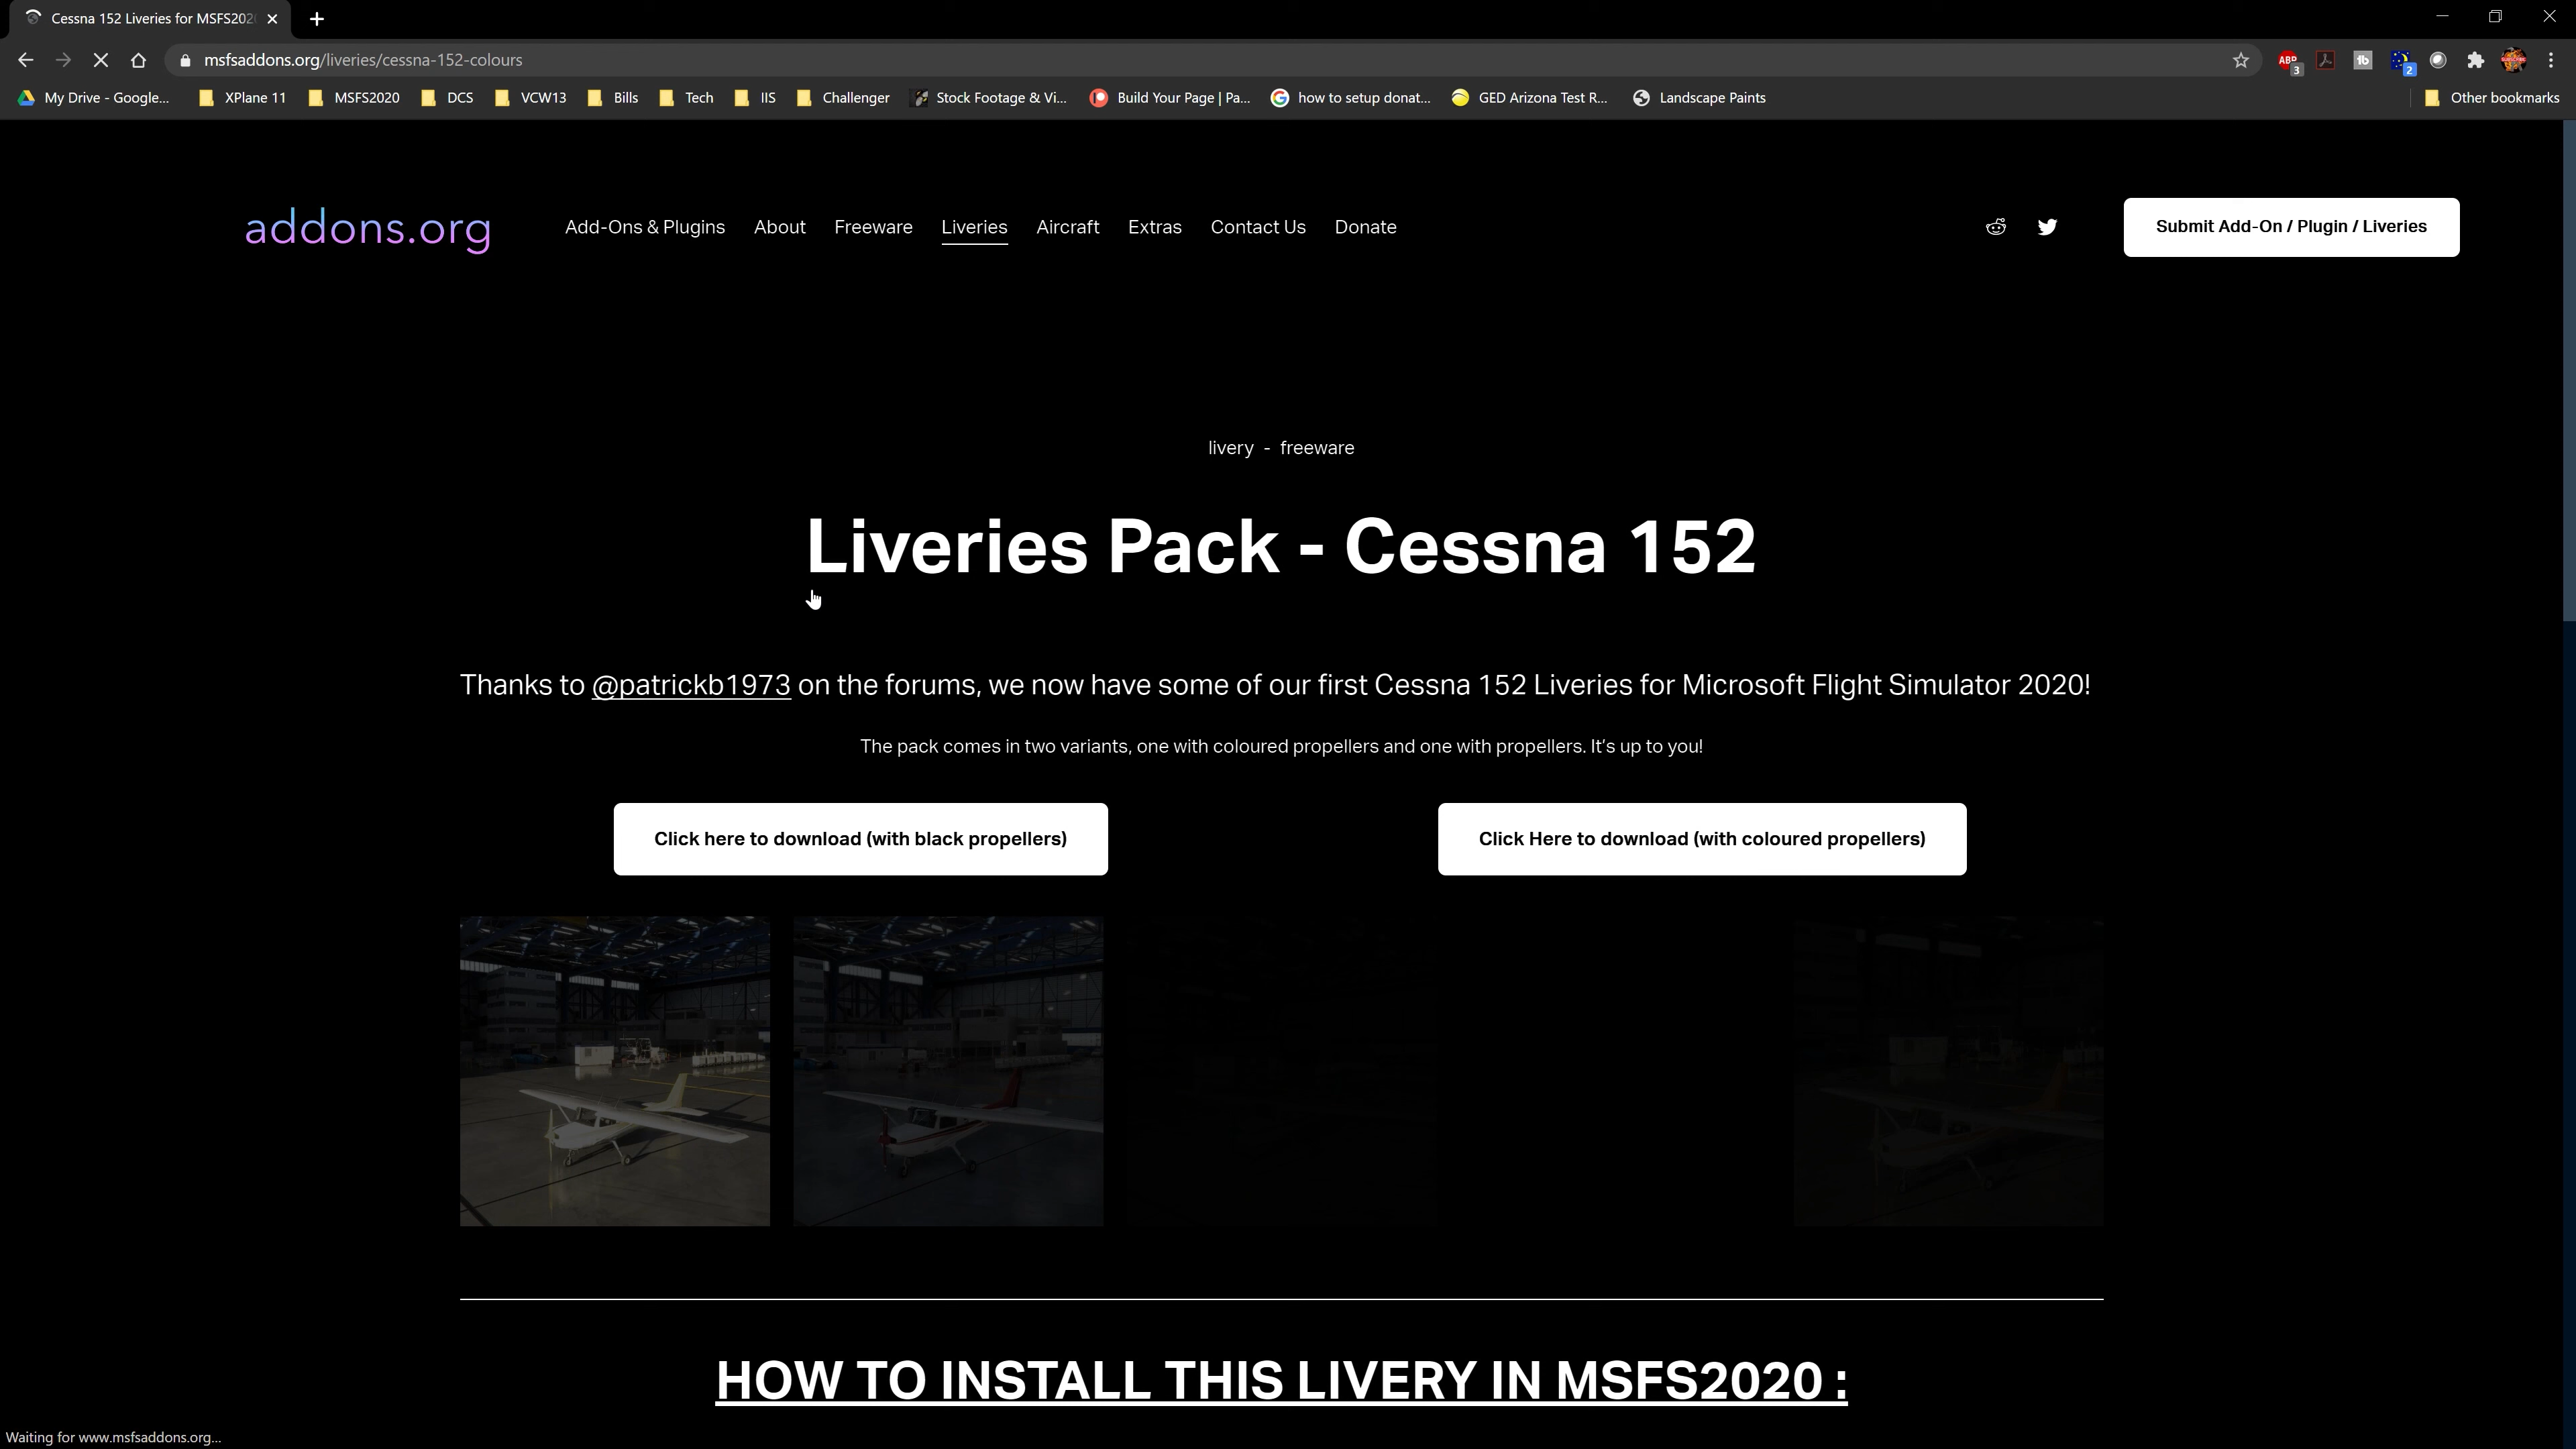 Cessna 152 Liveries for MSFS202
msfsaddons.org/liveries/cessna-152-colours
ABP 3 2
My Drive - Google... XPlane 11 MSFS2020 DCS VCW13 Bills Tech IIS Challenger Stock Footage & Vi... Build Your Page | Pa... how to setup donat... GED Arizona Test R... Landscape Paints Other bookmarks
addons.org Add-Ons & Plugins About Freeware Liveries Aircraft Extras Contact Us Donate Submit Add-On / Plugin / Liveries
livery - freeware
Liveries Pack - Cessna 152
Thanks to @patrickb1973 on the forums, we now have some of our first Cessna 152 Liveries for Microsoft Flight Simulator 2020!
The pack comes in two variants, one with coloured propellers and one with propellers. It's up to you!
Click here to download (with black propellers) Click Here to download (with coloured propellers)
HOW TO INSTALL THIS LIVERY IN MSFS2020 :
Waiting for www.msfsaddons.org...